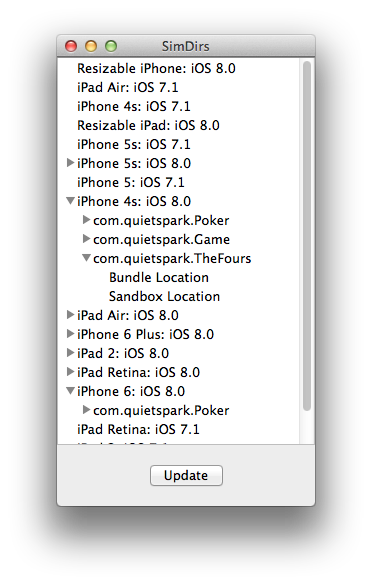 SimDirs
Resizable iPhone: iOS 8.0
iPad Air: iOS 7.1
iPhone 4s: iOS 7.1
Resizable iPad: iOS 8.0
iPhone 5s: iOS 7.1
iPhone 5s: iOS 8.0
iPhone 5: iOS 7.1
iPhone 4s: iOS 8.0
com.quietspark.Poker
com.quietspark.Game
com.quietspark.TheFours
Bundle Location
Sandbox Location
iPad Air: iOS 8.0
iPhone 6 Plus: iOS 8.0
iPad 2: iOS 8.0
iPad Retina: iOS 8.0
iPhone 6: iOS 8.0
com.quietspark.Poker
iPad Retina: iOS 7.1
Update